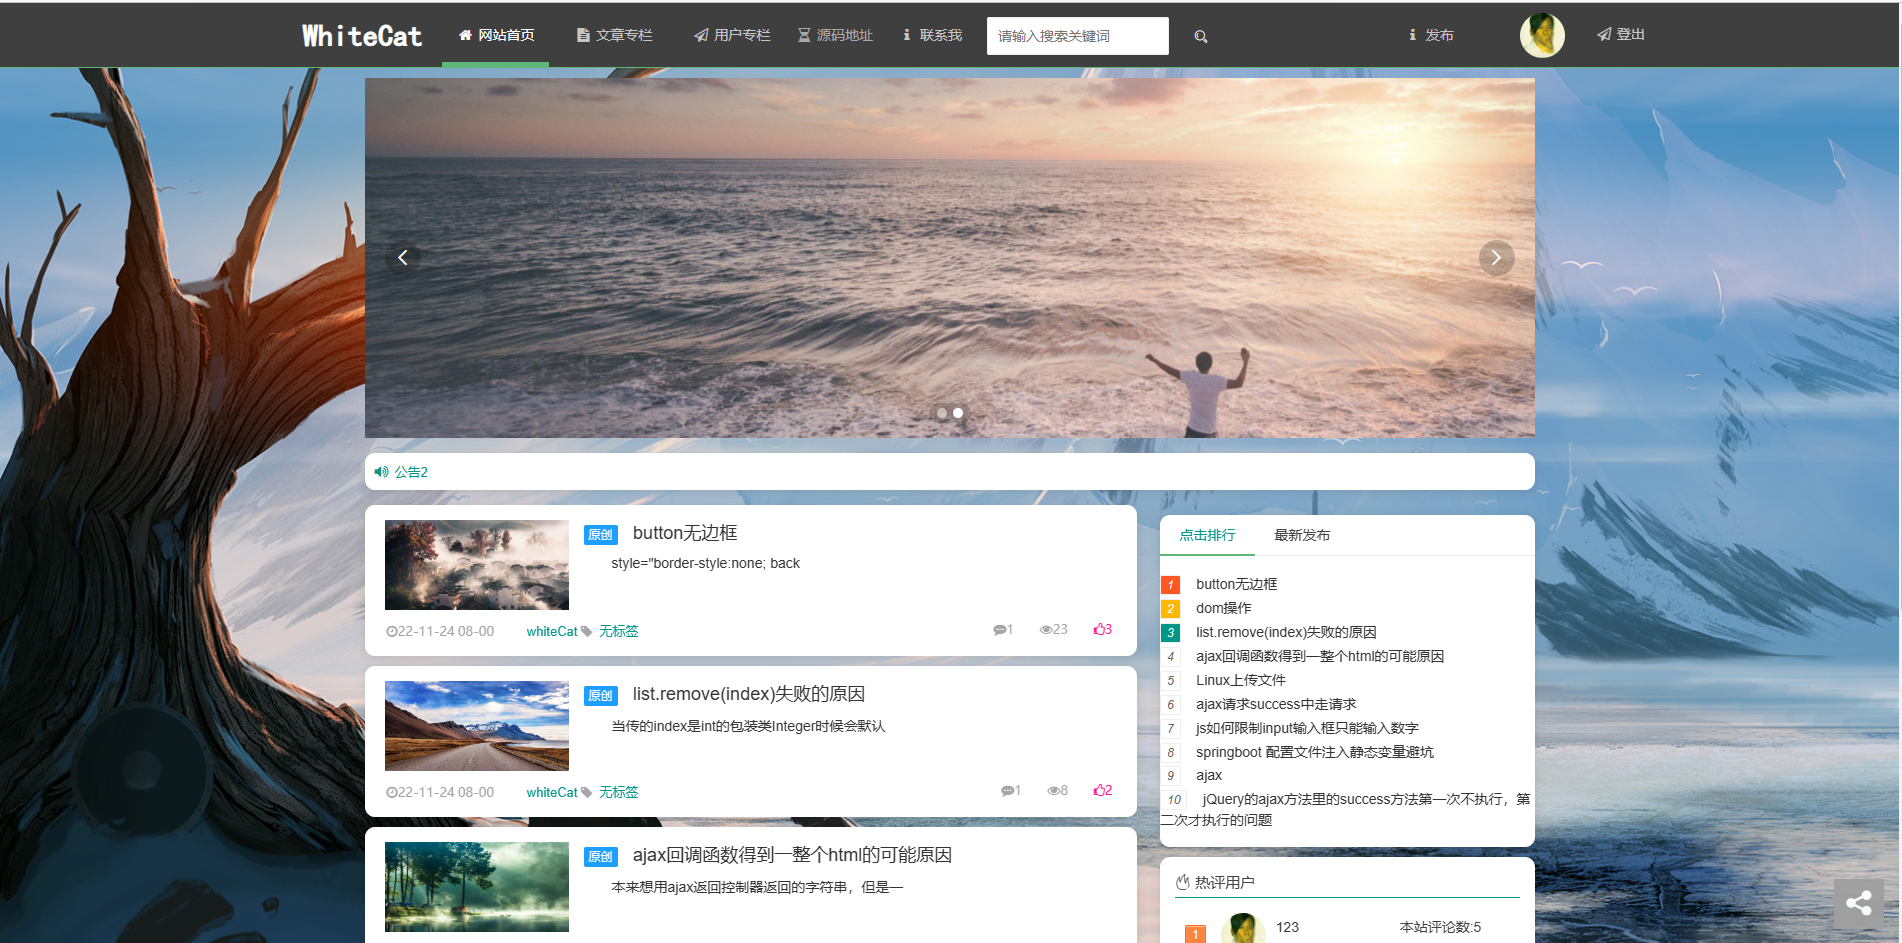 WhiteCat 网站首页 文章专栏 用户专栏 源码地址 联系我 请输入搜索关键词 发布 登出
公告2
原创 button无边框
style="border-style:none; back
22-11-24 08-00 whiteCat 无标签 1 23 3
原创 list.remove(index)失败的原因
当传的index是int的包装类Integer时候会默认
22-11-24 08-00 whiteCat 无标签 1 8 2
原创 ajax回调函数得到一整个html的可能原因
本来想用ajax返回控制器返回的字符串，但是一
点击排行 最新发布
1 button无边框
2 dom操作
3 list.remove(index)失败的原因
4 ajax回调函数得到一整个html的可能原因
5 Linux上传文件
6 ajax请求success中走请求
7 js如何限制input输入框只能输入数字
8 springboot 配置文件注入静态变量避坑
9 ajax
10 jQuery的ajax方法里的success方法第一次不执行，第
二次才执行的问题
热评用户
1 123 本站评论数:5